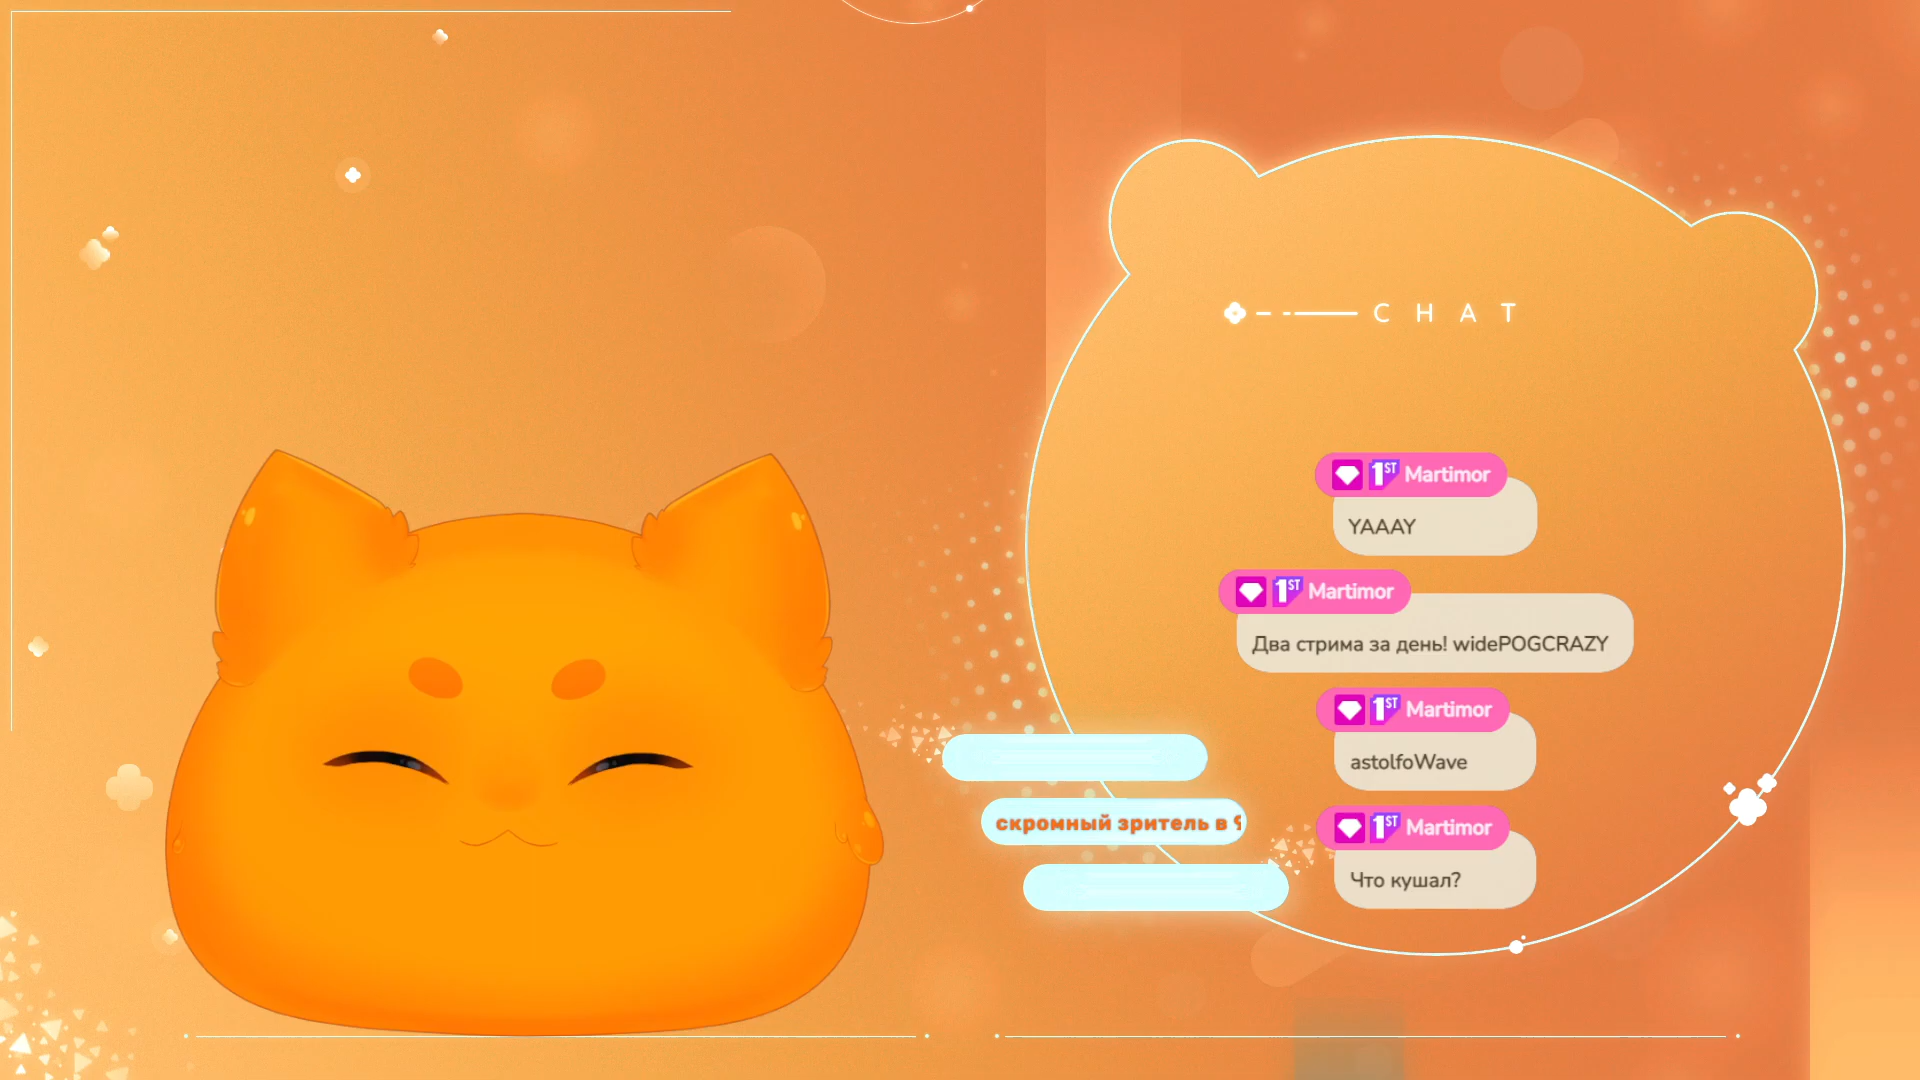 CHAT
1ST Martimor
YAAAY
1ST Martimor
Два стрима за день! widePOGCRAZY
1ST Martimor
astolfoWave
скромный зритель в
1ST Martimor
Что кушал?